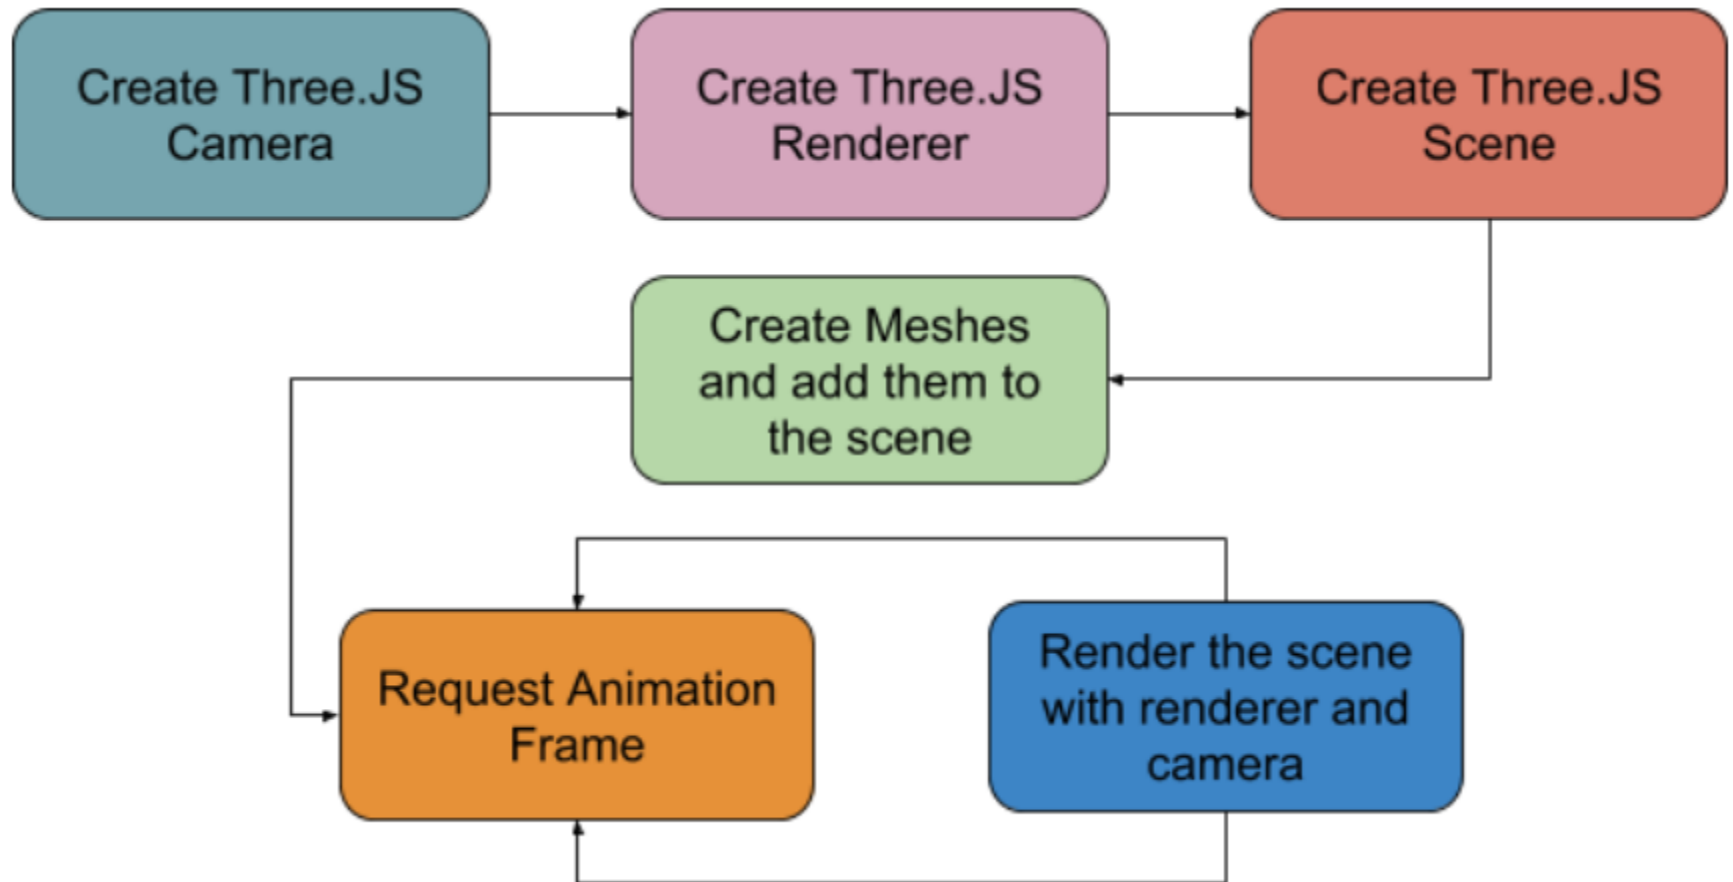 Create Three.JS
Camera
Create Three.JS
Renderer
Create Three.JS
Scene
Create Meshes
and add them to
the scene
Request Animation
Frame
Render the scene
with renderer and
camera